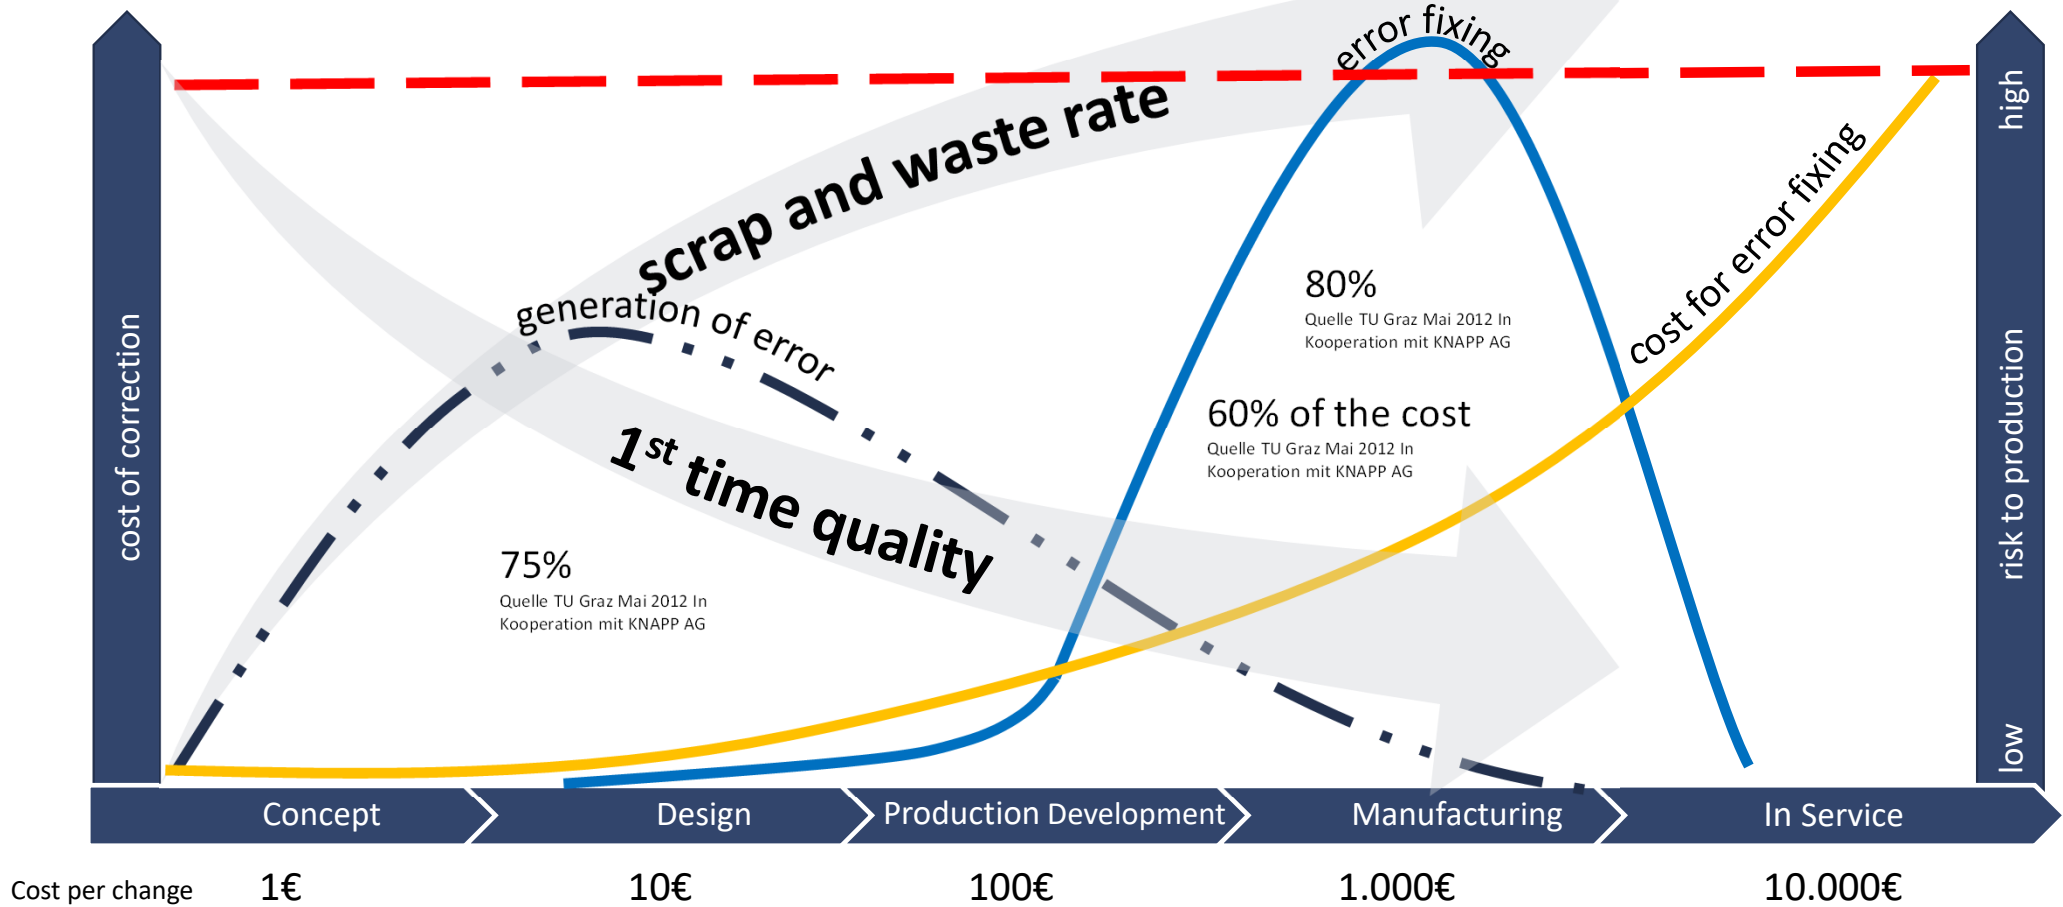 error fixing
high
scrap and waste rate
cost for error fixing
80%
Quelle TU Graz Mai 2012 In
Kooperation mit KNAPP AG
generation of error
cost of correction
risk to production
60% of the cost
Quelle TU Graz Mai 2012 In
Kooperation mit KNAPP AG
1st time quality
75%
Quelle TU Graz Mai 2012 In
Kooperation mit KNAPP AG
low
Concept
Design
Production Development
Manufacturing
In Service
Cost per change
1€
10€
100€
1.000€
10.000€